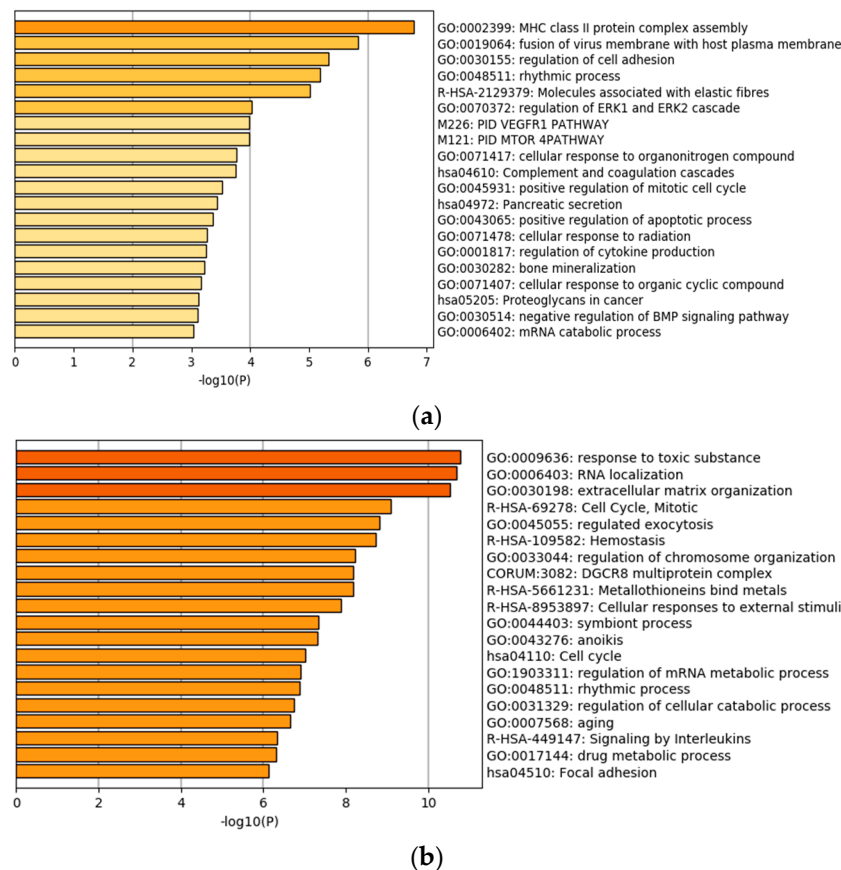 GO:0002399: MHC class II protein complex assembly
GO:0019064: fusion of virus membrane with host plasma membrane
GO:0030155: regulation of cell adhesion
GO:0048511: rhythmic process
R-HSA-2129379: Molecules associated with elastic fibres
GO:0070372: regulation of ERK1 and ERK2 cascade
M226: PID VEGFR1 PATHWAY
M121: PID MTOR 4PATHWAY
GO:0071417: cellular response to organonitrogen compound
hsa04610: Complement and coagulation cascades
GO:0045931: positive regulation of mitotic cell cycle
hsa04972: Pancreatic secretion
GO:0043065: positive regulation of apoptotic process
GO:0071478: cellular response to radiation
GO:0001817: regulation of cytokine production
GO:0030282: bone mineralization
GO:0071407: cellular response to organic cyclic compound
hsa05205: Proteoglycans in cancer
GO:0030514: negative regulation of BMP signaling pathway
GO:0006402: mRNA catabolic process
0 1 2 3 4 5 6 7
-log10(P)
(a)
GO:0009636: response to toxic substance
GO:0006403: RNA localization
GO:0030198: extracellular matrix organization
R-HSA-69278: Cell Cycle, Mitotic
GO:0045055: regulated exocytosis
R-HSA-109582: Hemostasis
GO:0033044: regulation of chromosome organization
CORUM:3082: DGCR8 multiprotein complex
R-HSA-5661231: Metallothioneins bind metals
R-HSA-8953897: Cellular responses to external stimuli
GO:0044403: symbiont process
GO:0043276: anoikis
hsa04110: Cell cycle
GO:1903311: regulation of mRNA metabolic process
GO:0048511: rhythmic process
GO:0031329: regulation of cellular catabolic process
GO:0007568: aging
R-HSA-449147: Signaling by Interleukins
GO:0017144: drug metabolic process
hsa04510: Focal adhesion
0 2 4 6 8 10
-log10(P)
(b)